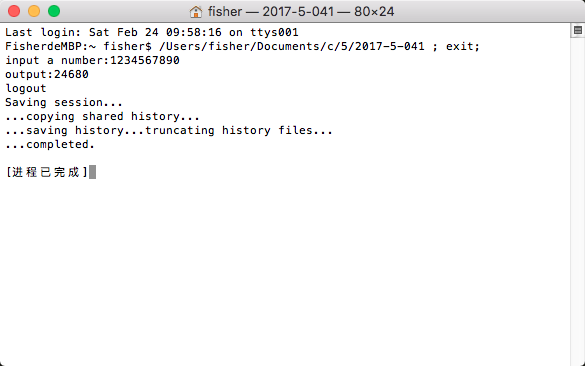 fisher — 2017-5-041 — 80×24
Last login: Sat Feb 24 09:58:16 on ttys001
FisherdeMBP:~ fisher$ /Users/fisher/Documents/c/5/2017-5-041 ; exit;
input a number:1234567890
output:24680
logout
Saving session...
...copying shared history...
...saving history...truncating history files...
...completed.
[进程已完成]